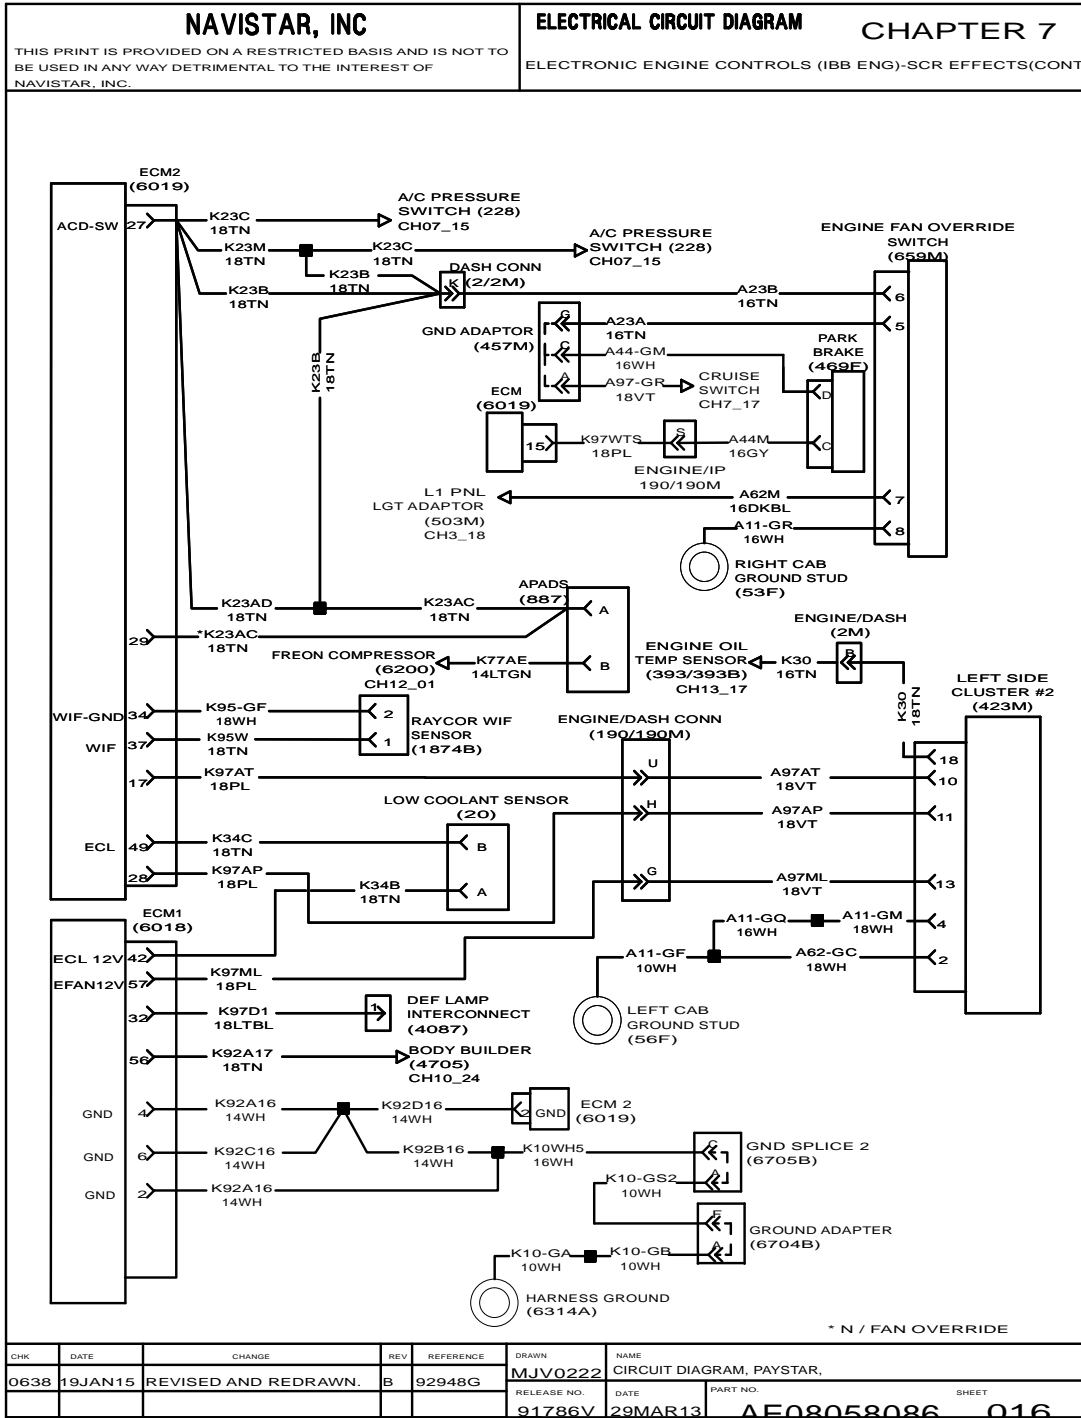 NAVISTAR, INC
THIS PRINT IS PROVIDED ON A RESTRICTED BASIS AND IS NOT TO
BE USED IN ANY WAY DETRIMENTAL TO THE INTEREST OF
NAVISTAR, INC.
ELECTRICAL CIRCUIT DIAGRAM
CHAPTER 7
ELECTRONIC ENGINE CONTROLS (IBB ENG)-SCR EFFECTS(CONT
ECM2
(6019)
ACD-SW 27
K23C
18TN
A/C PRESSURE
SWITCH (228)
CH07_15
K23M
18TN
K23C
18TN
A/C PRESSURE
SWITCH (228)
CH07_15
K23B
18TN
K23B
18TN
DASH CONN
(2/2M)
K
A23B
16TN
ENGINE FAN OVERRIDE
SWITCH
(659M)
6
5
7
8
K23B
18TN
GND ADAPTOR
(457M)
G
C
A
A23A
16TN
A44-GM
16WH
A97-GR
18VT
CRUISE
SWITCH
CH7_17
PARK
BRAKE
(469F)
D
C
ECM
(6019)
15
K97WTS
18PL
S
ENGINE/IP
190/190M
A44M
16GY
L1 PNL
LGT ADAPTOR
(503M)
CH3_18
A62M
16DKBL
A11-GR
16WH
RIGHT CAB
GROUND STUD
(53F)
K23AD
18TN
K23AC
18TN
APADS
(887)
A
B
29
*K23AC
18TN
FREON COMPRESSOR
(6200)
CH12_01
K77AE
14LTGN
ENGINE OIL
TEMP SENSOR
(393/393B)
CH13_17
K30
16TN
ENGINE/DASH
(2M)
B
K30
18TN
LEFT SIDE
CLUSTER #2
(423M)
18
10
11
13
4
2
WIF-GND 34
K95-GF
18WH
2
WIF 37
K95W
18TN
1
RAYCOR WIF
SENSOR
(1874B)
17
K97AT
18PL
ENGINE/DASH CONN
(190/190M)
U
H
G
A97AT
18VT
A97AP
18VT
A97ML
18VT
LOW COOLANT SENSOR
(20)
B
A
ECL 49
K34C
18TN
28
K97AP
18PL
K34B
18TN
A11-GQ
16WH
A11-GM
18WH
A11-GF
10WH
A62-GC
18WH
LEFT CAB
GROUND STUD
(56F)
ECM1
(6018)
ECL 12V 42
EFAN12V 57
K97ML
18PL
32
K97D1
18LTBL
1
DEF LAMP
INTERCONNECT
(4087)
56
K92A17
18TN
BODY BUILDER
(4705)
CH10_24
GND 4
K92A16
14WH
K92D16
14WH
2 GND
ECM 2
(6019)
GND 6
K92C16
14WH
K92B16
14WH
K10WH5
16WH
C
A
GND SPLICE 2
(6705B)
GND 2
K92A16
14WH
K10-GS2
10WH
F
A
GROUND ADAPTER
(6704B)
K10-GA
10WH
K10-GB
10WH
HARNESS GROUND
(6314A)
* N / FAN OVERRIDE
CHK DATE CHANGE REV REFERENCE
0638 19JAN15 REVISED AND REDRAWN. B 92948G
DRAWN
MJV0222
NAME
CIRCUIT DIAGRAM, PAYSTAR,
RELEASE NO.
91786V
DATE
29MAR13
PART NO.
AE08058086
SHEET
016